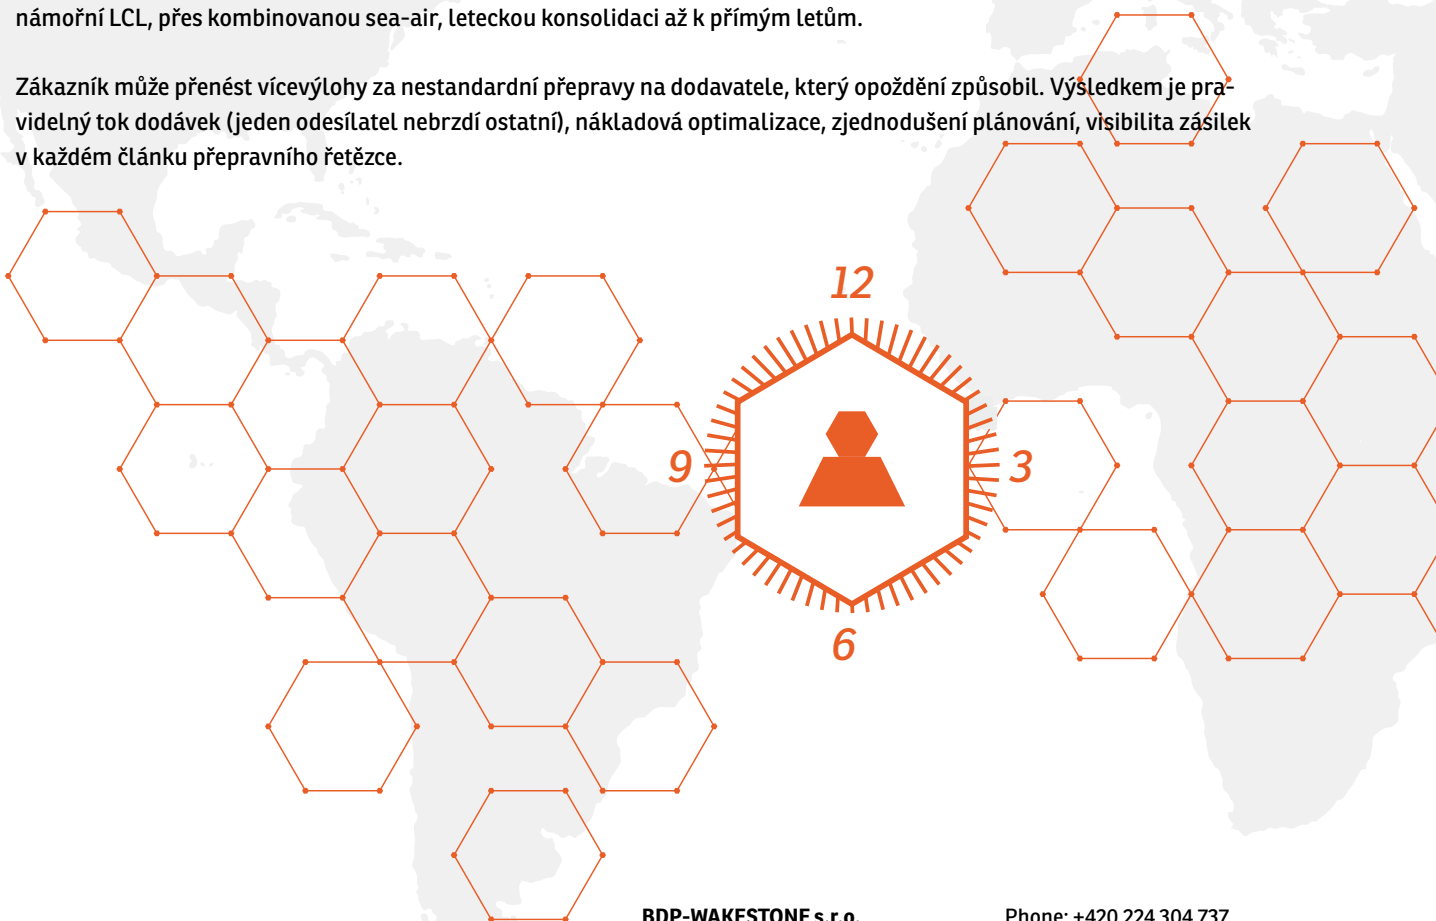 námořní LCL, přes kombinovanou sea-air, leteckou konsolidaci až k přímým letům.
Zákazník může přenést vícevýlohy za nestandardní přepravy na dodavatele, který opoždění způsobil. Výsledkem je pra-
videlný tok dodávek (jeden odesílatel nebrzdí ostatní), nákladová optimalizace, zjednodušení plánování, visibilita zásilek
v každém článku přepravního řetězce.
12
9
3
6
BDP-WAKESTONE s.r.o.
Phone: +420 224 304 737